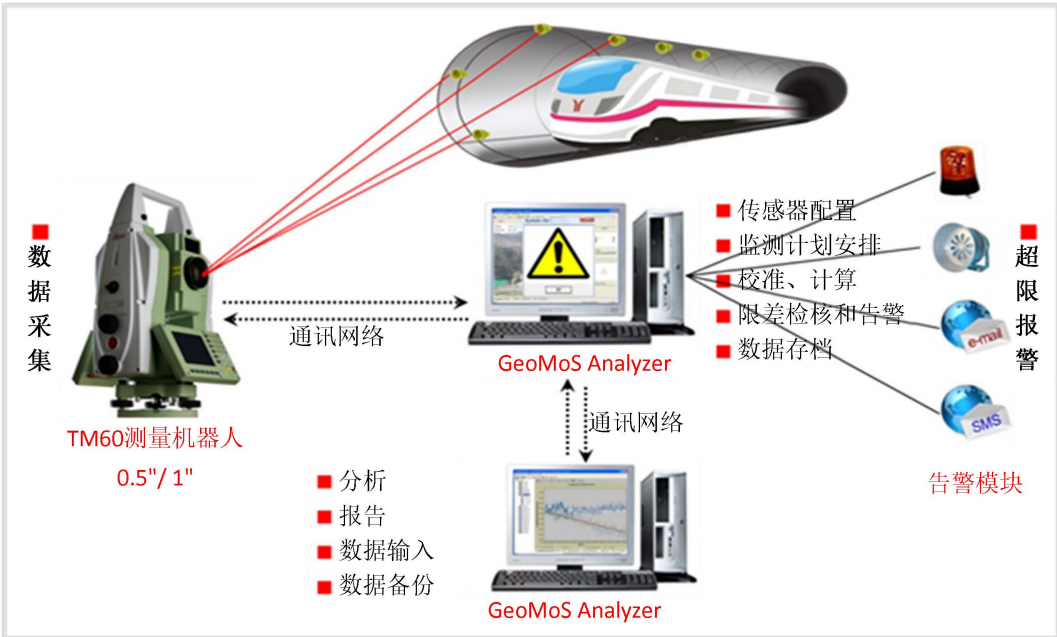 数据采集
通讯网络
TM60测量机器人
0.5"/ 1"
GeoMoS Analyzer
传感器配置
监测计划安排
校准、计算
限差检核和告警
数据存档
e-mail
SMS
超限报警
告警模块
通讯网络
分析
报告
数据输入
数据备份
GeoMoS Analyzer